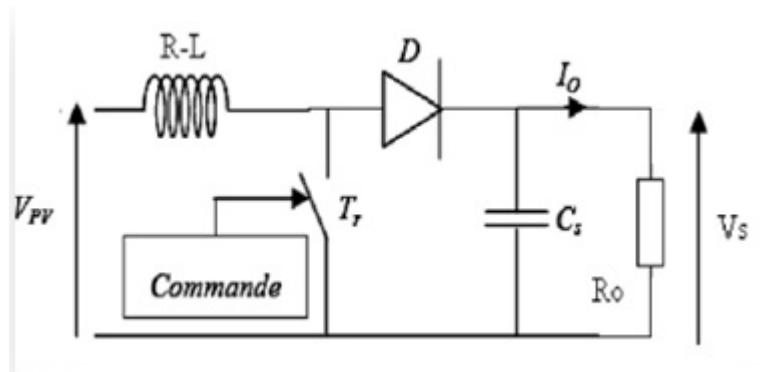 R-L
D
I_O
V_PV
T_r
C_s
Vs
Commande
Ro